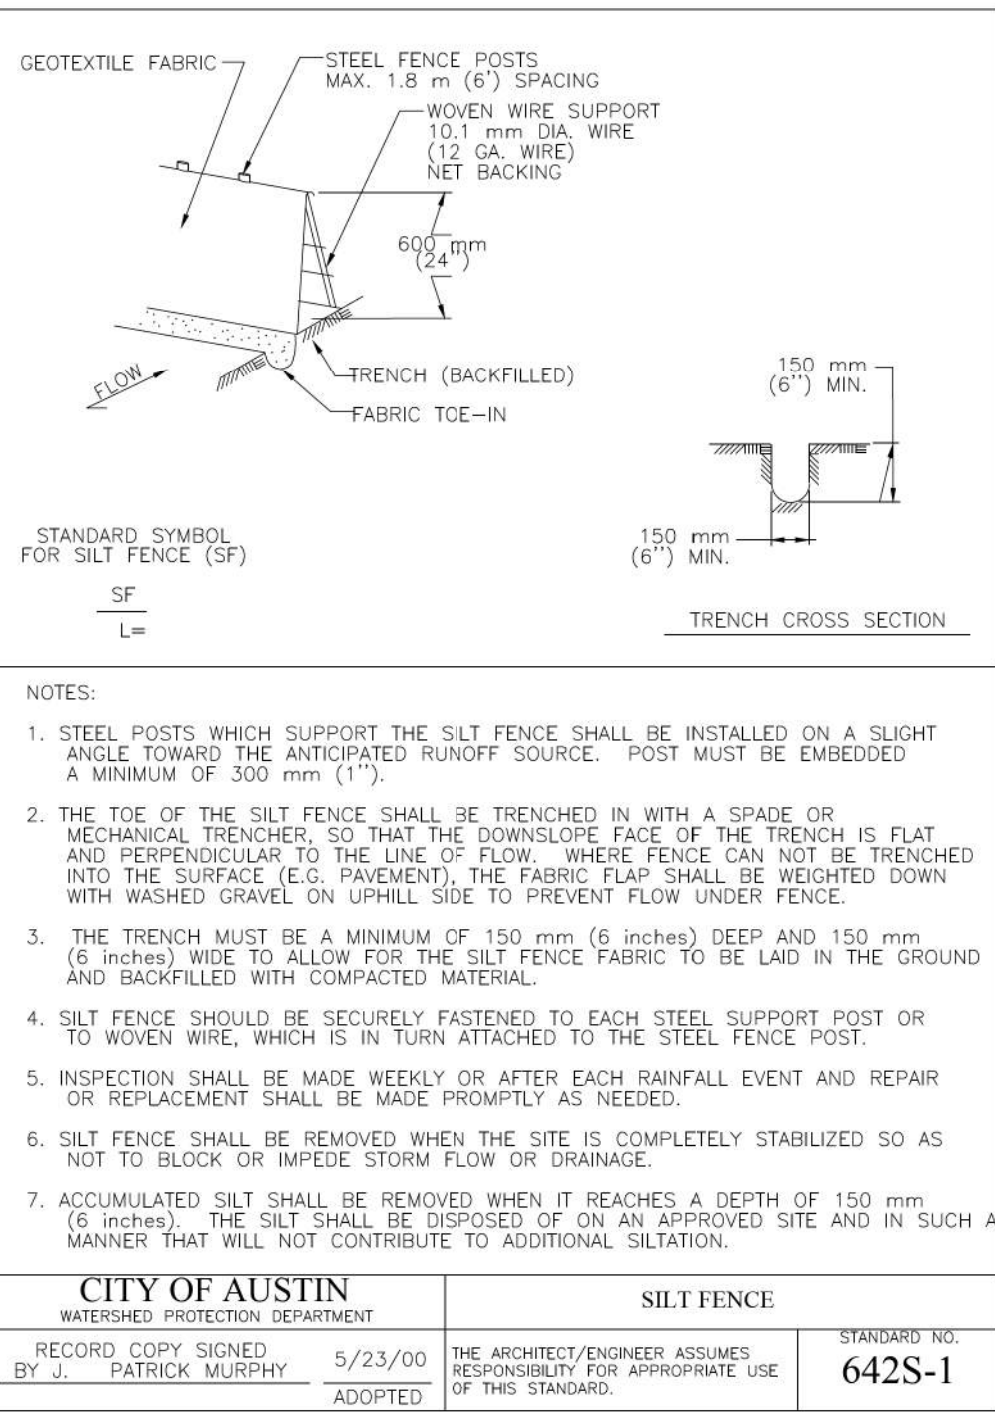 GEOTEXTILE FABRIC
STEEL FENCE POSTS
MAX. 1.8 m (6') SPACING
WOVEN WIRE SUPPORT
10.1 mm DIA. WIRE
(12 GA. WIRE)
NET BACKING
600 mm
(24")
FLOW
TRENCH (BACKFILLED)
FABRIC TOE-IN
150 mm
(6'') MIN.
150 mm
(6'') MIN.
TRENCH CROSS SECTION
STANDARD SYMBOL
FOR SILT FENCE (SF)
SF
L=
NOTES:
1. STEEL POSTS WHICH SUPPORT THE SILT FENCE SHALL BE INSTALLED ON A SLIGHT
ANGLE TOWARD THE ANTICIPATED RUNOFF SOURCE. POST MUST BE EMBEDDED
A MINIMUM OF 300 mm (1'').
2. THE TOE OF THE SILT FENCE SHALL BE TRENCHED IN WITH A SPADE OR
MECHANICAL TRENCHER, SO THAT THE DOWNSLOPE FACE OF THE TRENCH IS FLAT
AND PERPENDICULAR TO THE LINE OF FLOW. WHERE FENCE CAN NOT BE TRENCHED
INTO THE SURFACE (E.G. PAVEMENT), THE FABRIC FLAP SHALL BE WEIGHTED DOWN
WITH WASHED GRAVEL ON UPHILL SIDE TO PREVENT FLOW UNDER FENCE.
3. THE TRENCH MUST BE A MINIMUM OF 150 mm (6 inches) DEEP AND 150 mm
(6 inches) WIDE TO ALLOW FOR THE SILT FENCE FABRIC TO BE LAID IN THE GROUND
AND BACKFILLED WITH COMPACTED MATERIAL.
4. SILT FENCE SHOULD BE SECURELY FASTENED TO EACH STEEL SUPPORT POST OR
TO WOVEN WIRE, WHICH IS IN TURN ATTACHED TO THE STEEL FENCE POST.
5. INSPECTION SHALL BE MADE WEEKLY OR AFTER EACH RAINFALL EVENT AND REPAIR
OR REPLACEMENT SHALL BE MADE PROMPTLY AS NEEDED.
6. SILT FENCE SHALL BE REMOVED WHEN THE SITE IS COMPLETELY STABILIZED SO AS
NOT TO BLOCK OR IMPEDE STORM FLOW OR DRAINAGE.
7. ACCUMULATED SILT SHALL BE REMOVED WHEN IT REACHES A DEPTH OF 150 mm
(6 inches). THE SILT SHALL BE DISPOSED OF ON AN APPROVED SITE AND IN SUCH A
MANNER THAT WILL NOT CONTRIBUTE TO ADDITIONAL SILTATION.
CITY OF AUSTIN
WATERSHED PROTECTION DEPARTMENT
SILT FENCE
RECORD COPY SIGNED
BY J. PATRICK MURPHY
5/23/00
ADOPTED
THE ARCHITECT/ENGINEER ASSUMES
RESPONSIBILITY FOR APPROPRIATE USE
OF THIS STANDARD.
STANDARD NO.
642S-1